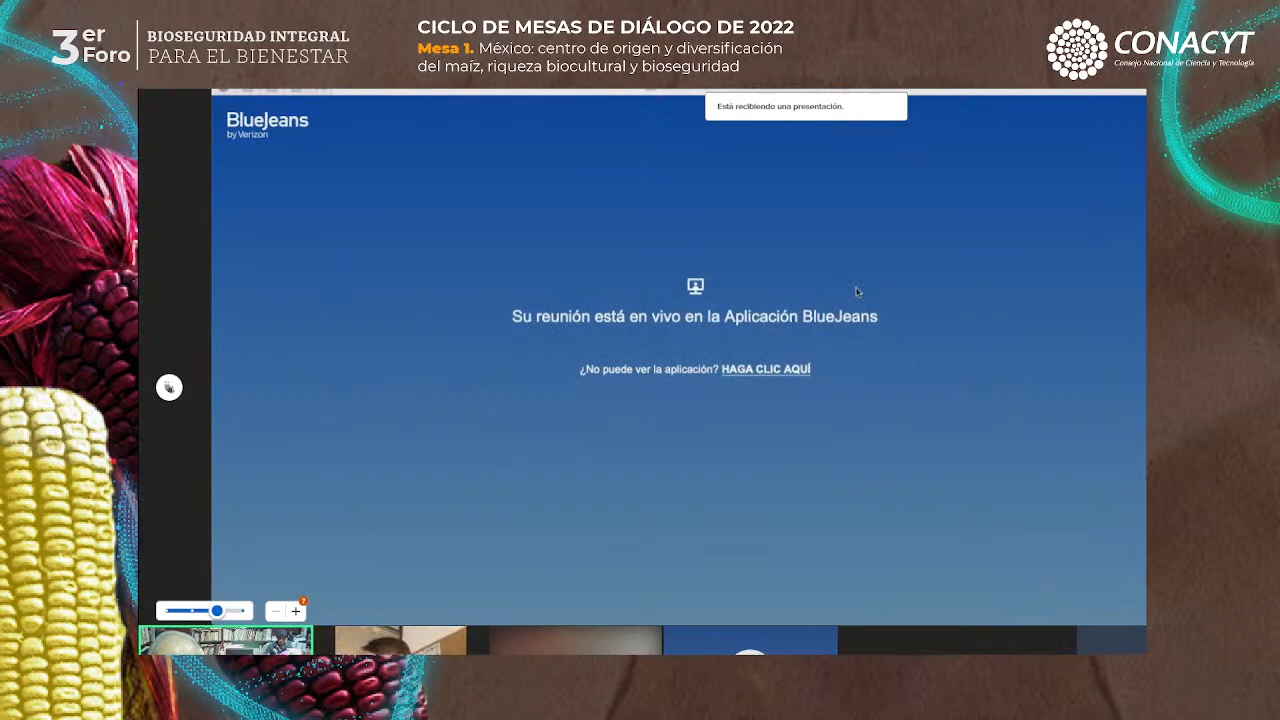 3er Foro
BIOSEGURIDAD INTEGRAL
PARA EL BIENESTAR
CICLO DE MESAS DE DIÁLOGO DE 2022
Mesa 1. México: centro de origen y diversificación
del maíz, riqueza biocultural y bioseguridad
CONACYT
Consejo Nacional de Ciencia y Tecnología
BlueJeans
by Verizon
Está recibiendo una presentación.
Su reunión está en vivo en la Aplicación BlueJeans
¿No puede ver la aplicación? HAGA CLIC AQUÍ
?